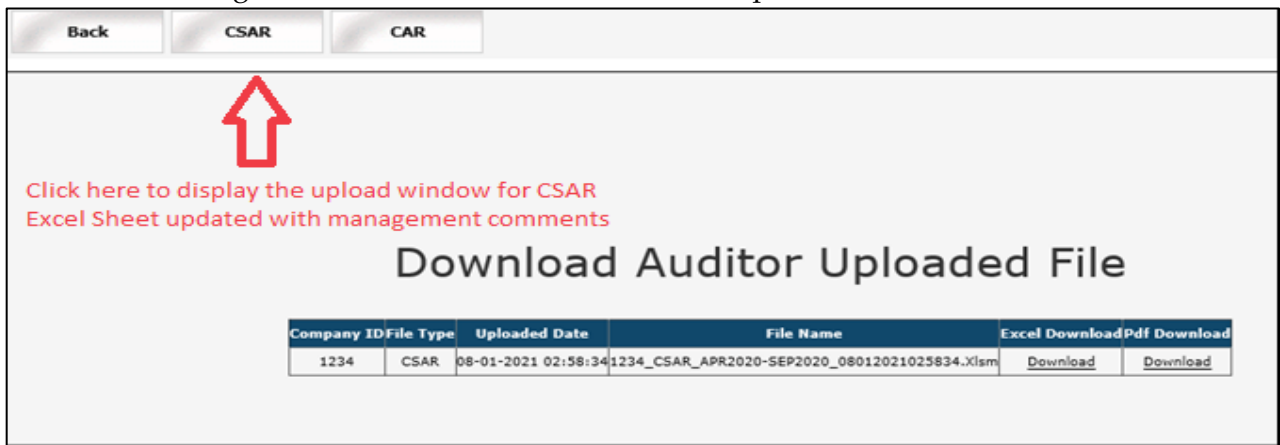 Back CSAR CAR
Click here to display the upload window for CSAR
Excel Sheet updated with management comments
Download Auditor Uploaded File
Company ID File Type Uploaded Date File Name Excel Download Pdf Download
1234 CSAR 08-01-2021 02:58:34 1234_CSAR_APR2020-SEP2020_08012021025834.Xlsm Download Download